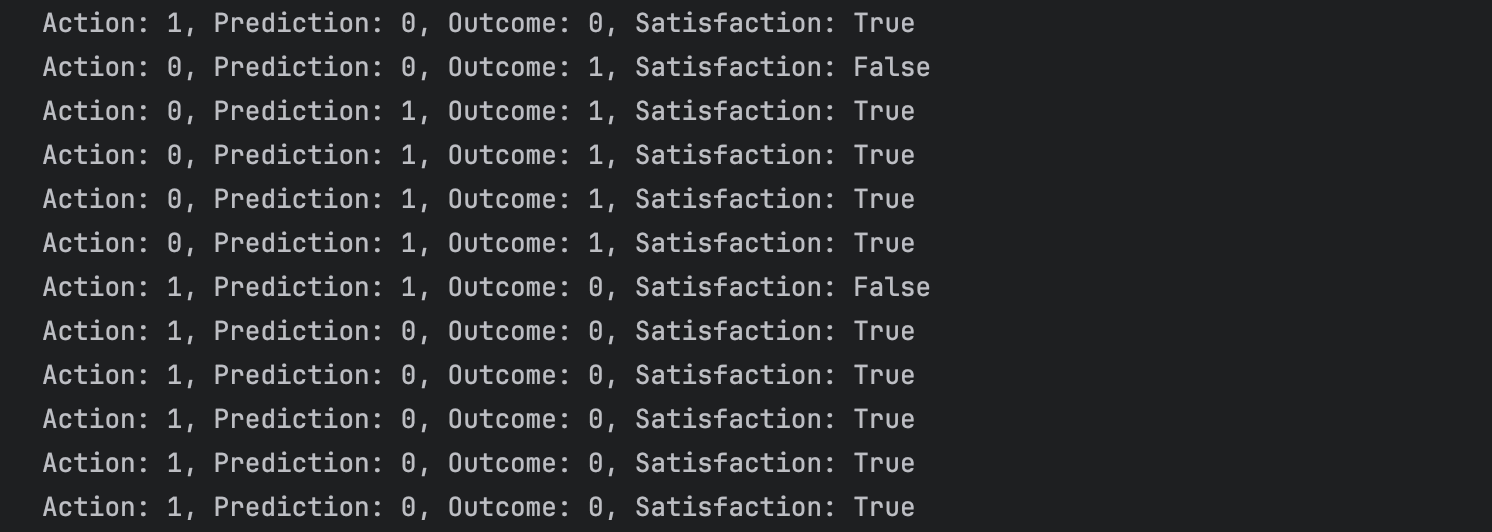 Action: 1, Prediction: 0, Outcome: 0, Satisfaction: True
Action: 0, Prediction: 0, Outcome: 1, Satisfaction: False
Action: 0, Prediction: 1, Outcome: 1, Satisfaction: True
Action: 0, Prediction: 1, Outcome: 1, Satisfaction: True
Action: 0, Prediction: 1, Outcome: 1, Satisfaction: True
Action: 0, Prediction: 1, Outcome: 1, Satisfaction: True
Action: 1, Prediction: 1, Outcome: 0, Satisfaction: False
Action: 1, Prediction: 0, Outcome: 0, Satisfaction: True
Action: 1, Prediction: 0, Outcome: 0, Satisfaction: True
Action: 1, Prediction: 0, Outcome: 0, Satisfaction: True
Action: 1, Prediction: 0, Outcome: 0, Satisfaction: True
Action: 1, Prediction: 0, Outcome: 0, Satisfaction: True